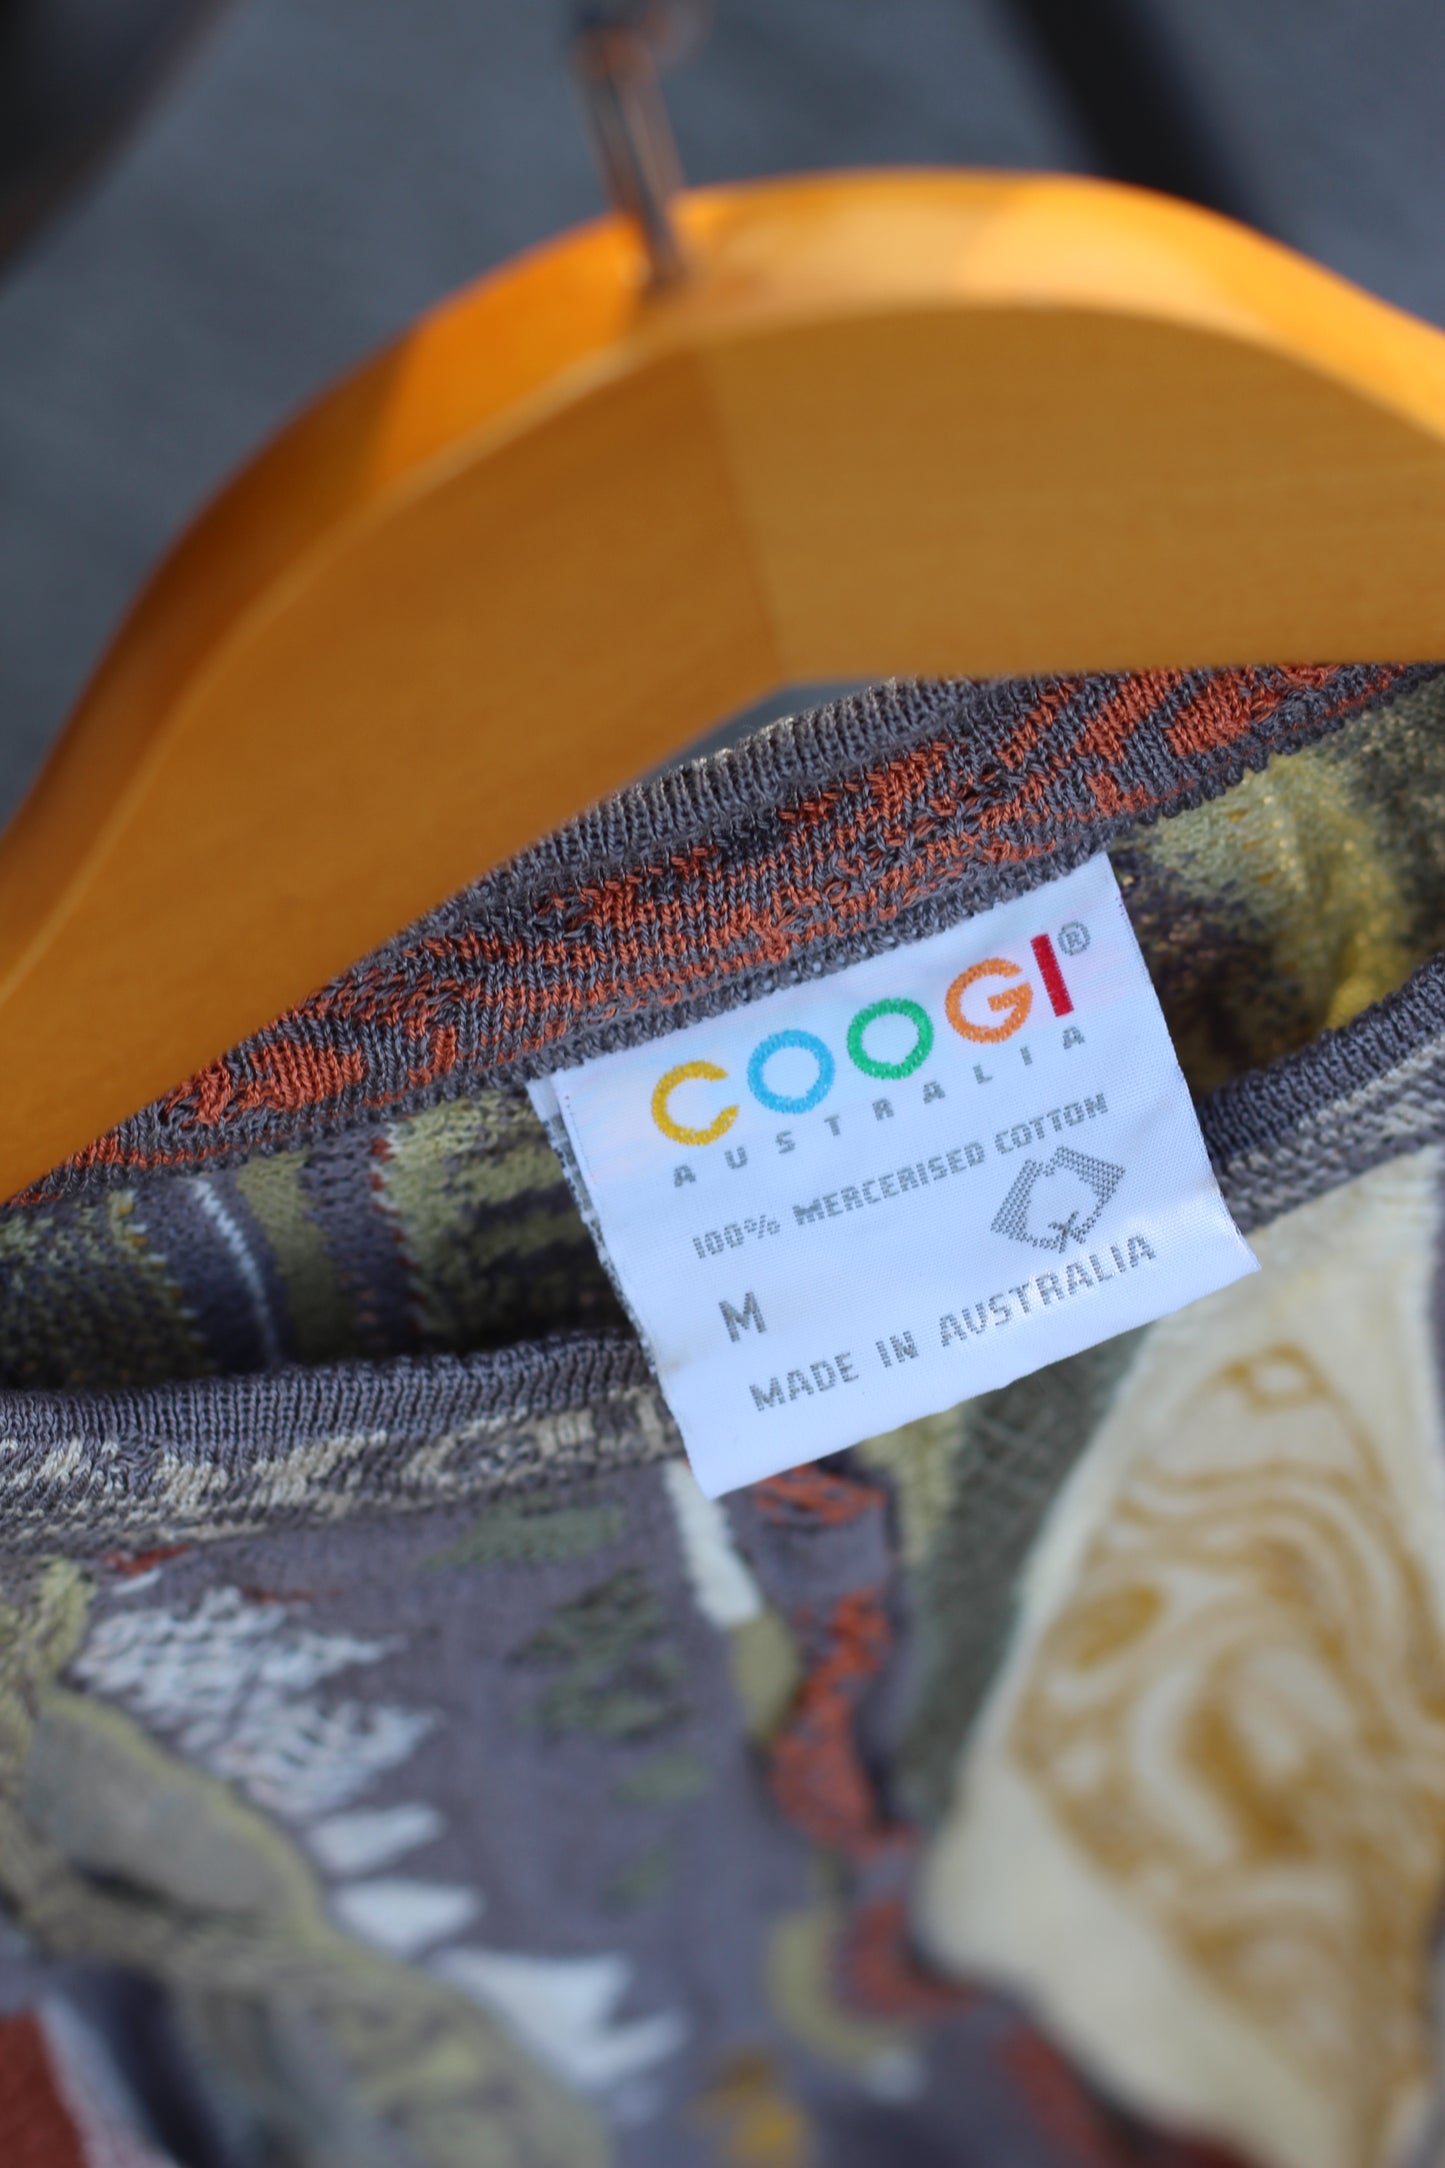 COOGI®
AUSTRALIA
100% MERCERISED COTTON
M
MADE IN AUSTRALIA